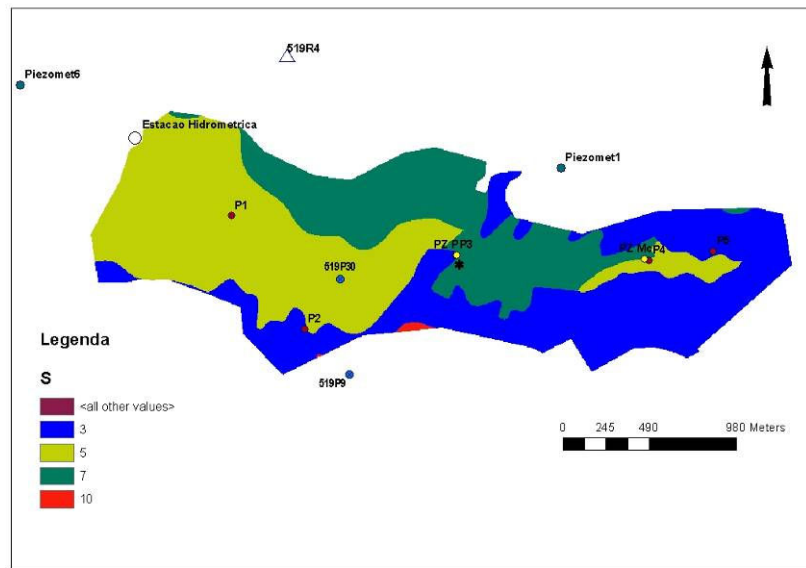 519R4
Piezomet6
Estacao Hidrometrica
Piezomet1
P1
PZ PP3
PZ Mc
P4
P5
519P30
P2
519P9
Legenda
S
<all other values>
3
5
7
10
0 245 490 980 Meters